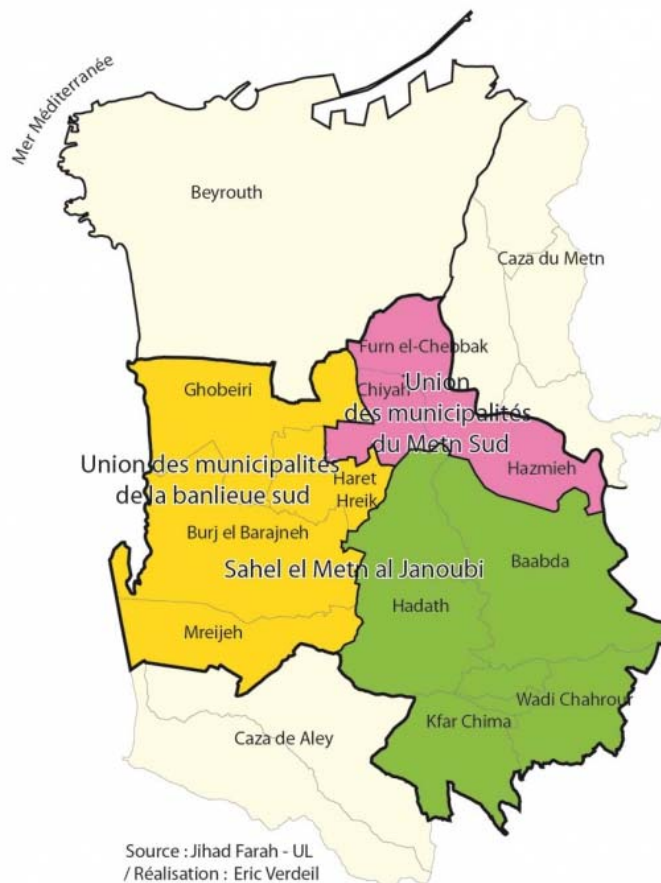 Mer Méditerranée
Beyrouth
Caza du Metn
Furn el-Chebbak
Ghobeiri
Chiyah
Union
des municipalités
du Metn Sud
Hazmieh
Union des municipalités
de la banlieue sud
Haret
Hreik
Burj el Barajneh
Baabda
Sahel el Metn al Janoubi
Hadath
Mreijeh
Wadi Chahrour
Kfar Chima
Caza de Aley
Source : Jihad Farah - UL
/ Réalisation : Eric Verdeil